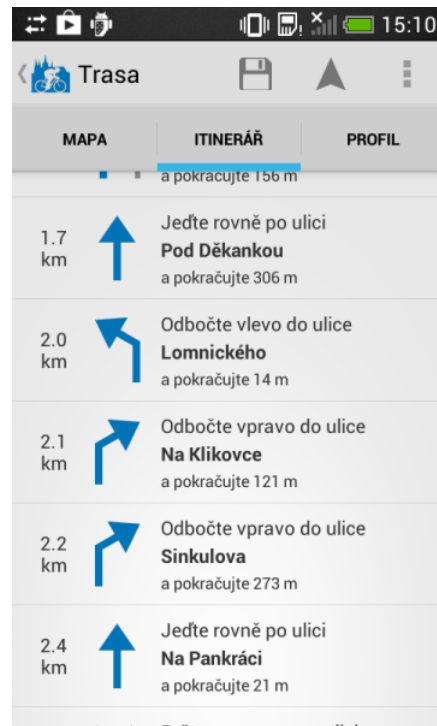 15:10
Trasa
MAPA
ITINERÁŘ
PROFIL
a pokračujte 156 m
1.7
km
Jeďte rovně po ulici
Pod Děkankou
a pokračujte 306 m
2.0
km
Odbočte vlevo do ulice
Lomnického
a pokračujte 14 m
2.1
km
Odbočte vpravo do ulice
Na Klikovce
a pokračujte 121 m
2.2
km
Odbočte vpravo do ulice
Sinkulova
a pokračujte 273 m
2.4
km
Jeďte rovně po ulici
Na Pankráci
a pokračujte 21 m